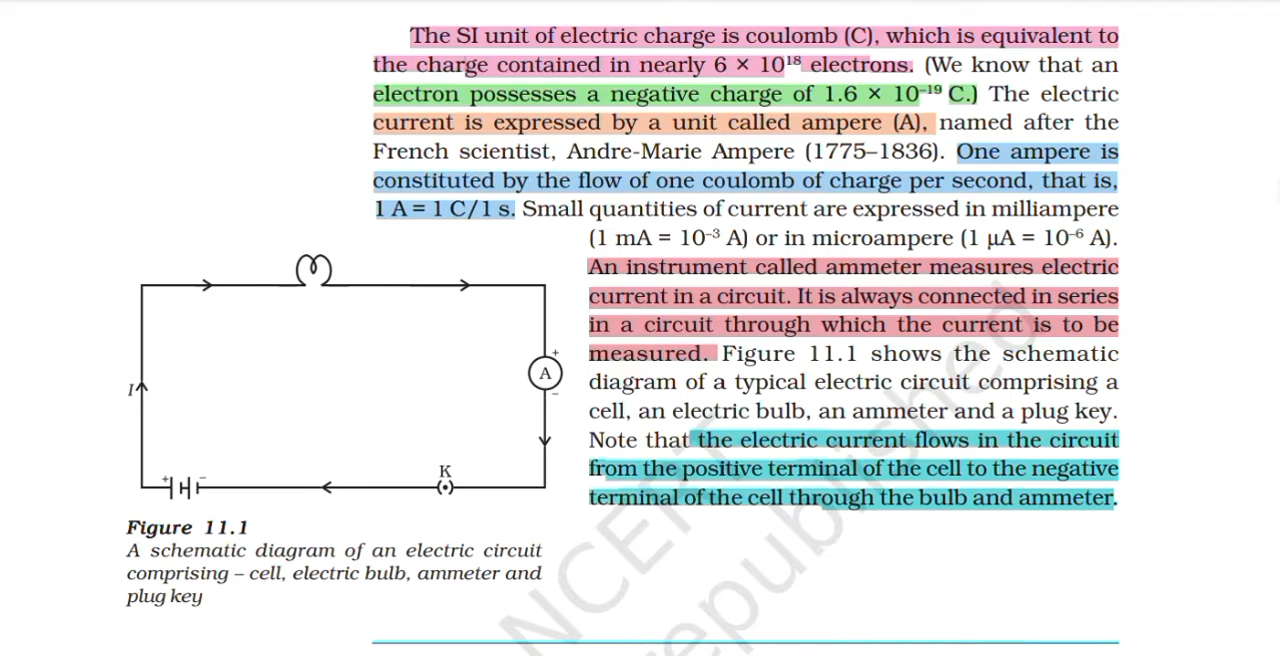 The SI unit of electric charge is coulomb (C), which is equivalent to
the charge contained in nearly 6 × 10¹⁸ electrons. (We know that an
electron possesses a negative charge of 1.6 × 10⁻¹⁹ C.) The electric
current is expressed by a unit called ampere (A), named after the
French scientist, Andre-Marie Ampere (1775–1836). One ampere is
constituted by the flow of one coulomb of charge per second, that is,
1 A = 1 C/1 s. Small quantities of current are expressed in milliampere
(1 mA = 10⁻³ A) or in microampere (1 µA = 10⁻⁶ A).
An instrument called ammeter measures electric
current in a circuit. It is always connected in series
in a circuit through which the current is to be
measured. Figure 11.1 shows the schematic
diagram of a typical electric circuit comprising a
cell, an electric bulb, an ammeter and a plug key.
Note that the electric current flows in the circuit
from the positive terminal of the cell to the negative
terminal of the cell through the bulb and ammeter.
+
A
−
I
K
+ −
Figure 11.1
A schematic diagram of an electric circuit
comprising – cell, electric bulb, ammeter and
plug key
NCERT
republished